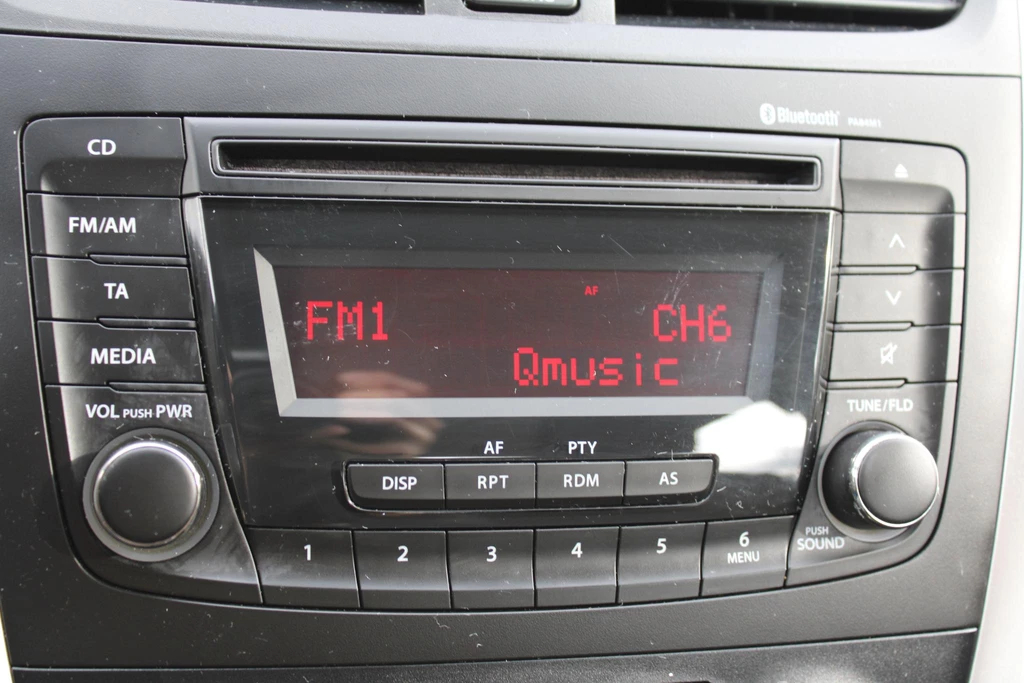 Bluetooth PA84M1
CD
FM/AM
TA
MEDIA
VOL PUSH PWR
AF
FM1 CH6
Qmusic
TUNE/FLD
AF PTY
DISP RPT RDM AS
1 2 3 4 5 6
MENU
PUSH
SOUND